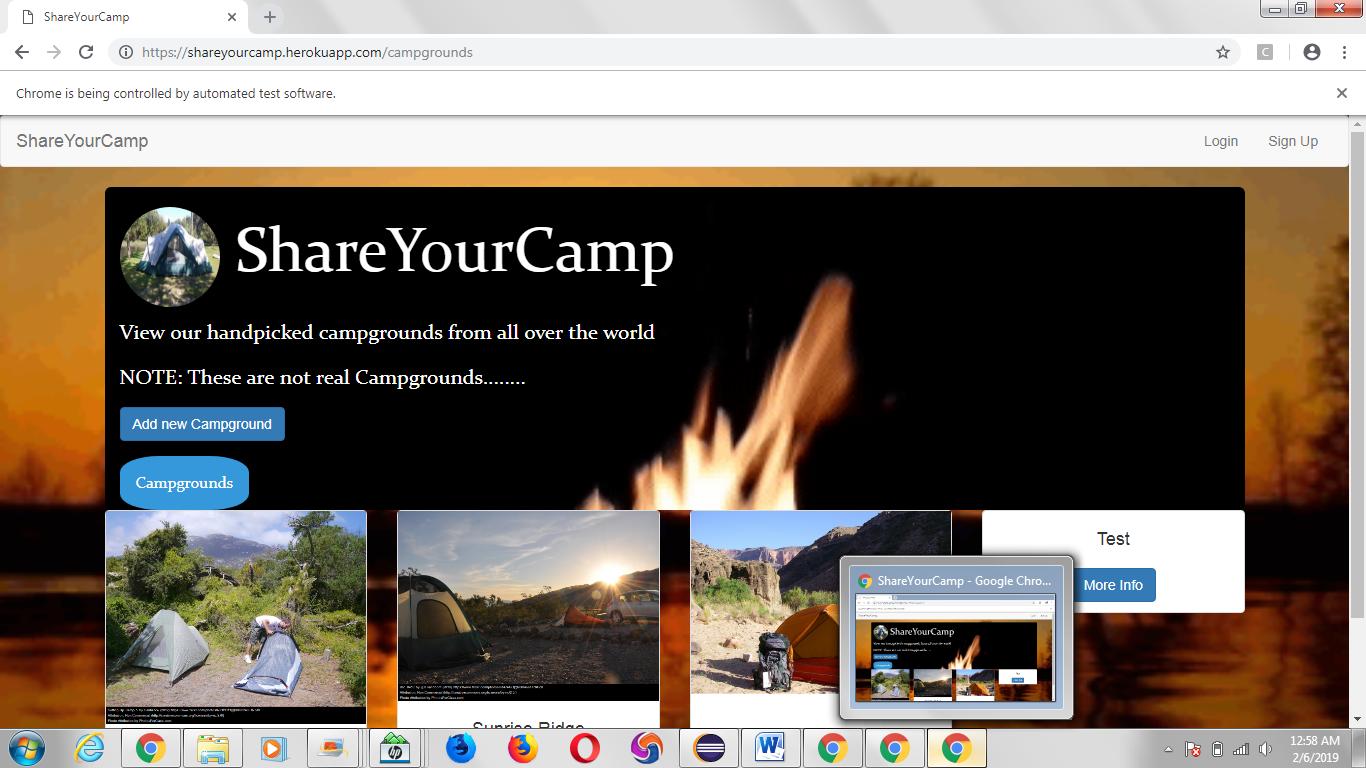 ShareYourCamp
https://shareyourcamp.herokuapp.com/campgrounds
C
Chrome is being controlled by automated test software.
ShareYourCamp
Login
Sign Up
ShareYourCamp
View our handpicked campgrounds from all over the world
NOTE: These are not real Campgrounds........
Add new Campground
Campgrounds
Test
More Info
Sunrise Ridge
ShareYourCamp - Google Chro...
ShareYourCamp
hp
W
12:58 AM
2/6/2019